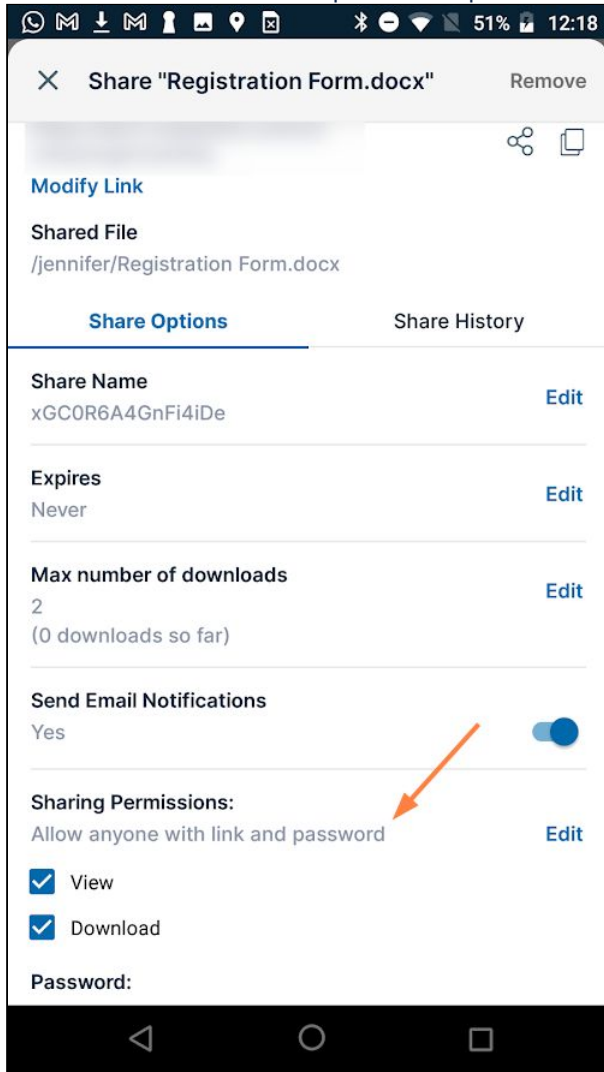 51% 12:18
Share "Registration Form.docx" Remove
Modify Link
Shared File
/jennifer/Registration Form.docx
Share Options Share History
Share Name
xGC0R6A4GnFi4iDe
Edit
Expires
Never
Edit
Max number of downloads
2
Edit
(0 downloads so far)
Send Email Notifications
Yes
Sharing Permissions:
Allow anyone with link and password Edit
View
Download
Password: